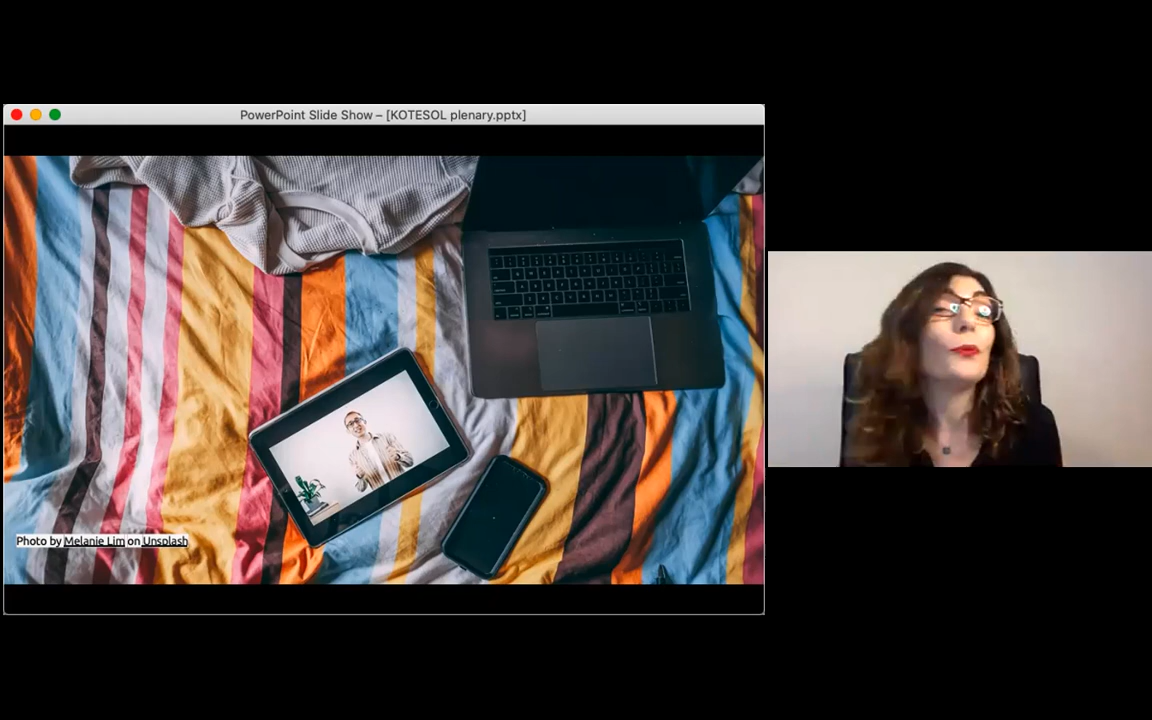 PowerPoint Slide Show – [KOTESOL plenary.pptx]
Photo by Melanie Lim on Unsplash